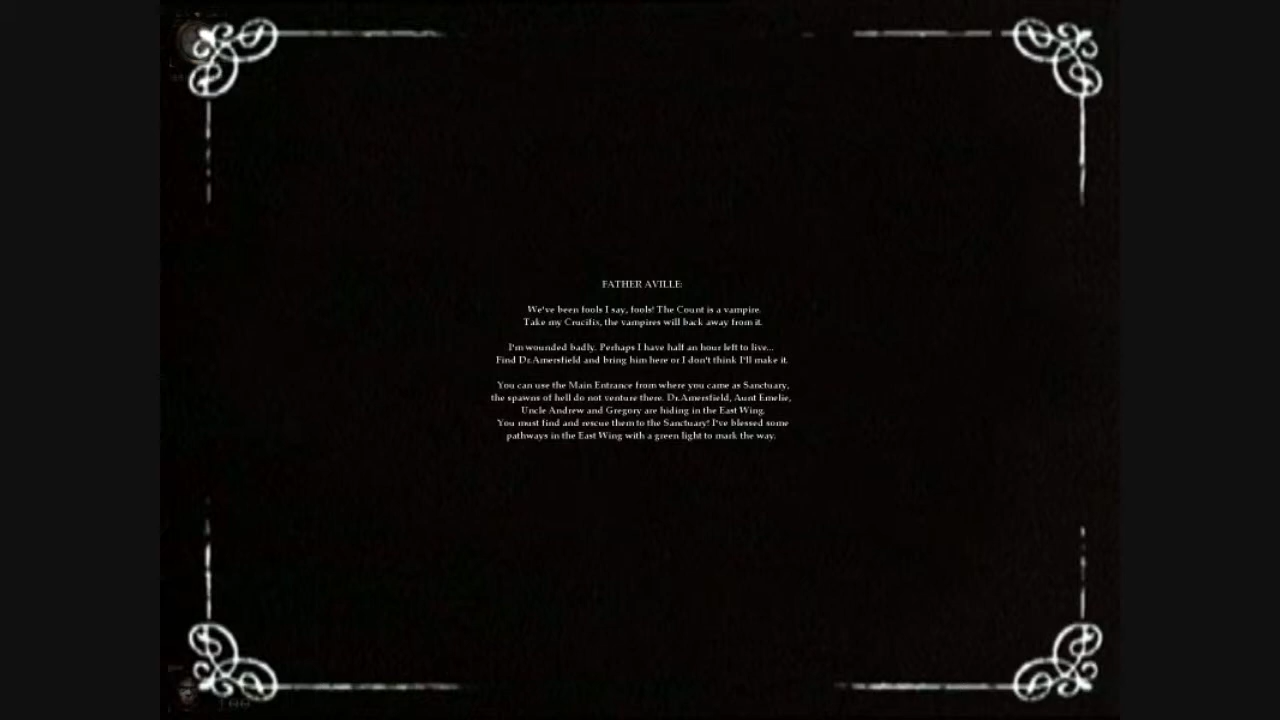 FATHER AVILLE:
We've been fools I say, fools! The Count is a vampire.
Take my Crucifix, the vampires will back away from it.
I'm wounded badly. Perhaps I have half an hour left to live...
Find Dr.Amersfield and bring him here or I don't think I'll make it.
You can use the Main Entrance from where you came as Sanctuary,
the spawns of hell do not venture there. Dr.Amersfield, Aunt Emelie,
Uncle Andrew and Gregory are hiding in the East Wing.
You must find and rescue them to the Sanctuary! I've blessed some
pathways in the East Wing with a green light to mark the way.